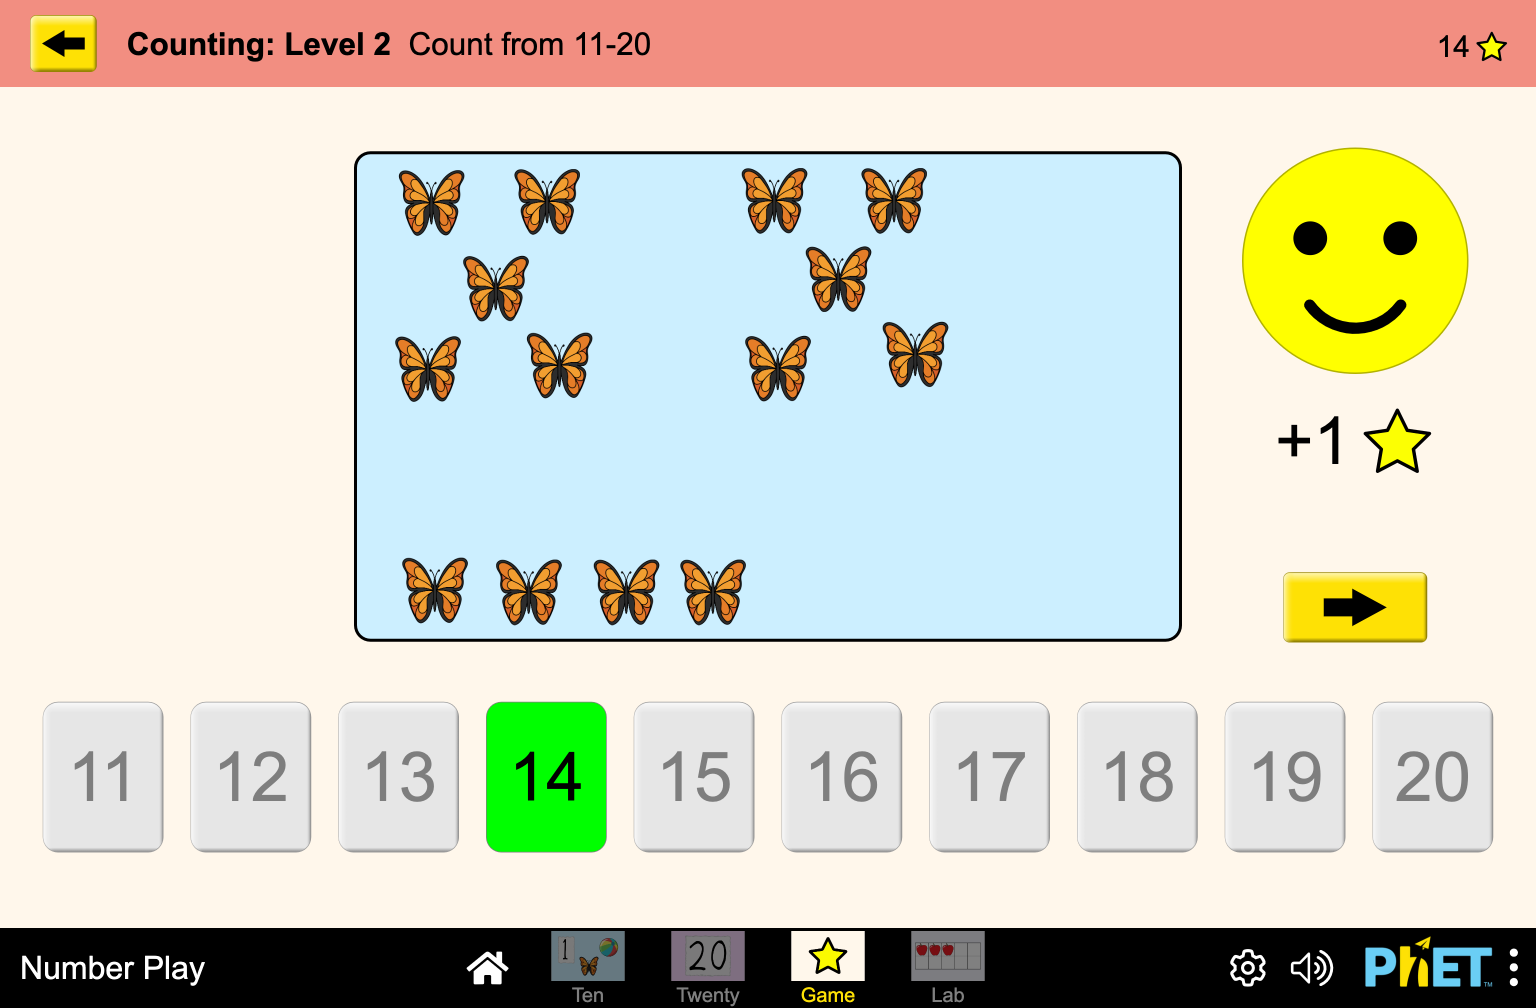 Counting: Level 2 Count from 11-20
14
+1
11 12 13 14 15 16 17 18 19 20
Number Play
1
20
Ten
Twenty
Game
Lab
PhET™